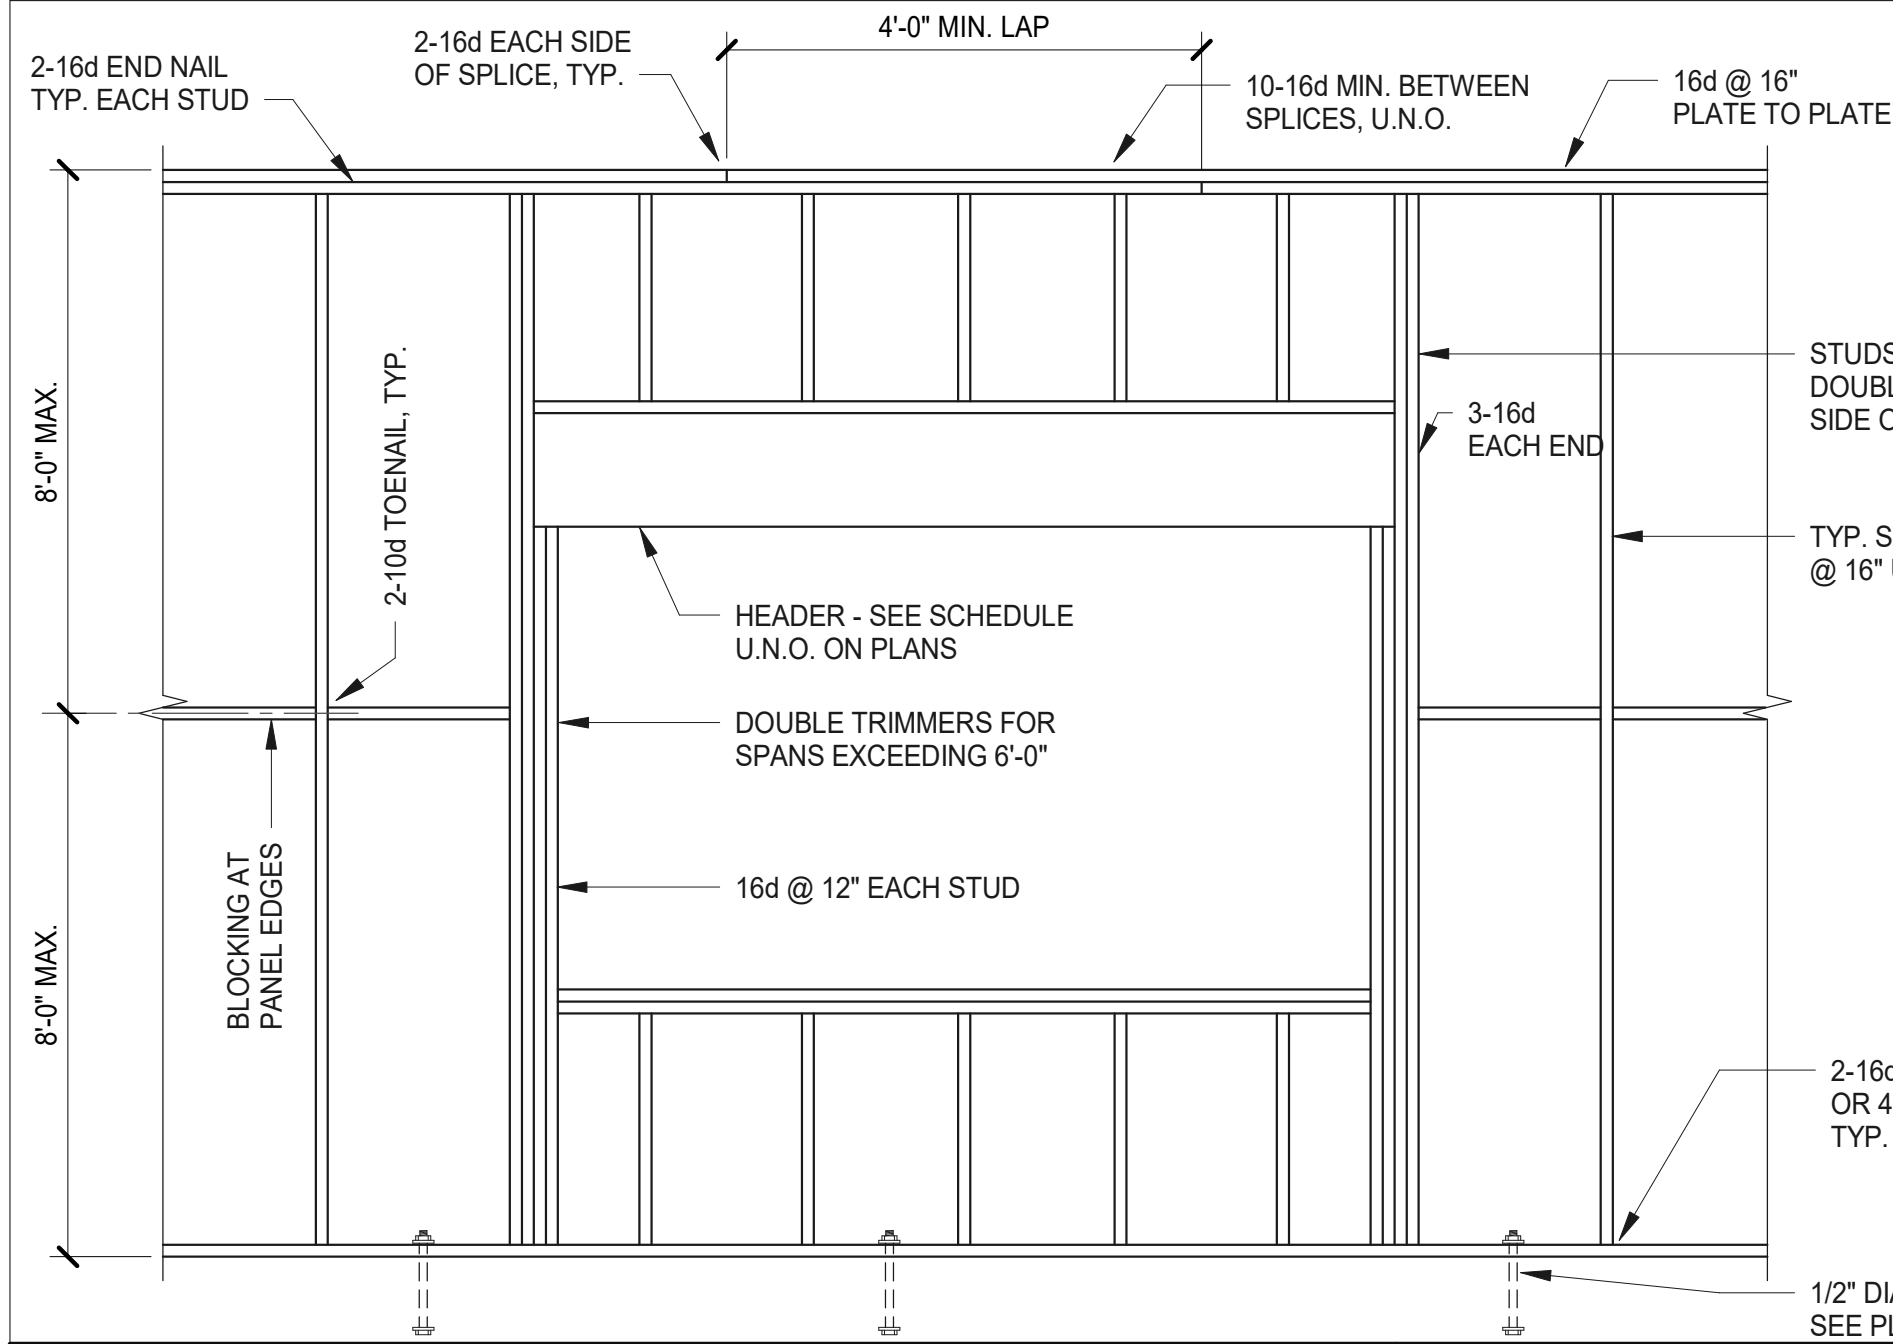 4'-0" MIN. LAP
2-16d END NAIL
TYP. EACH STUD
2-16d EACH SIDE
OF SPLICE, TYP.
10-16d MIN. BETWEEN
SPLICES, U.N.O.
16d @ 16"
PLATE TO PLATE
8'-0" MAX.
2-10d TOENAIL, TYP.
STUDS
DOUBL
SIDE O
3-16d
EACH END
TYP. S
@ 16"
HEADER - SEE SCHEDULE
U.N.O. ON PLANS
DOUBLE TRIMMERS FOR
SPANS EXCEEDING 6'-0"
16d @ 12" EACH STUD
BLOCKING AT
PANEL EDGES
8'-0" MAX.
2-16d
OR 4
TYP.
1/2" DIA
SEE PL